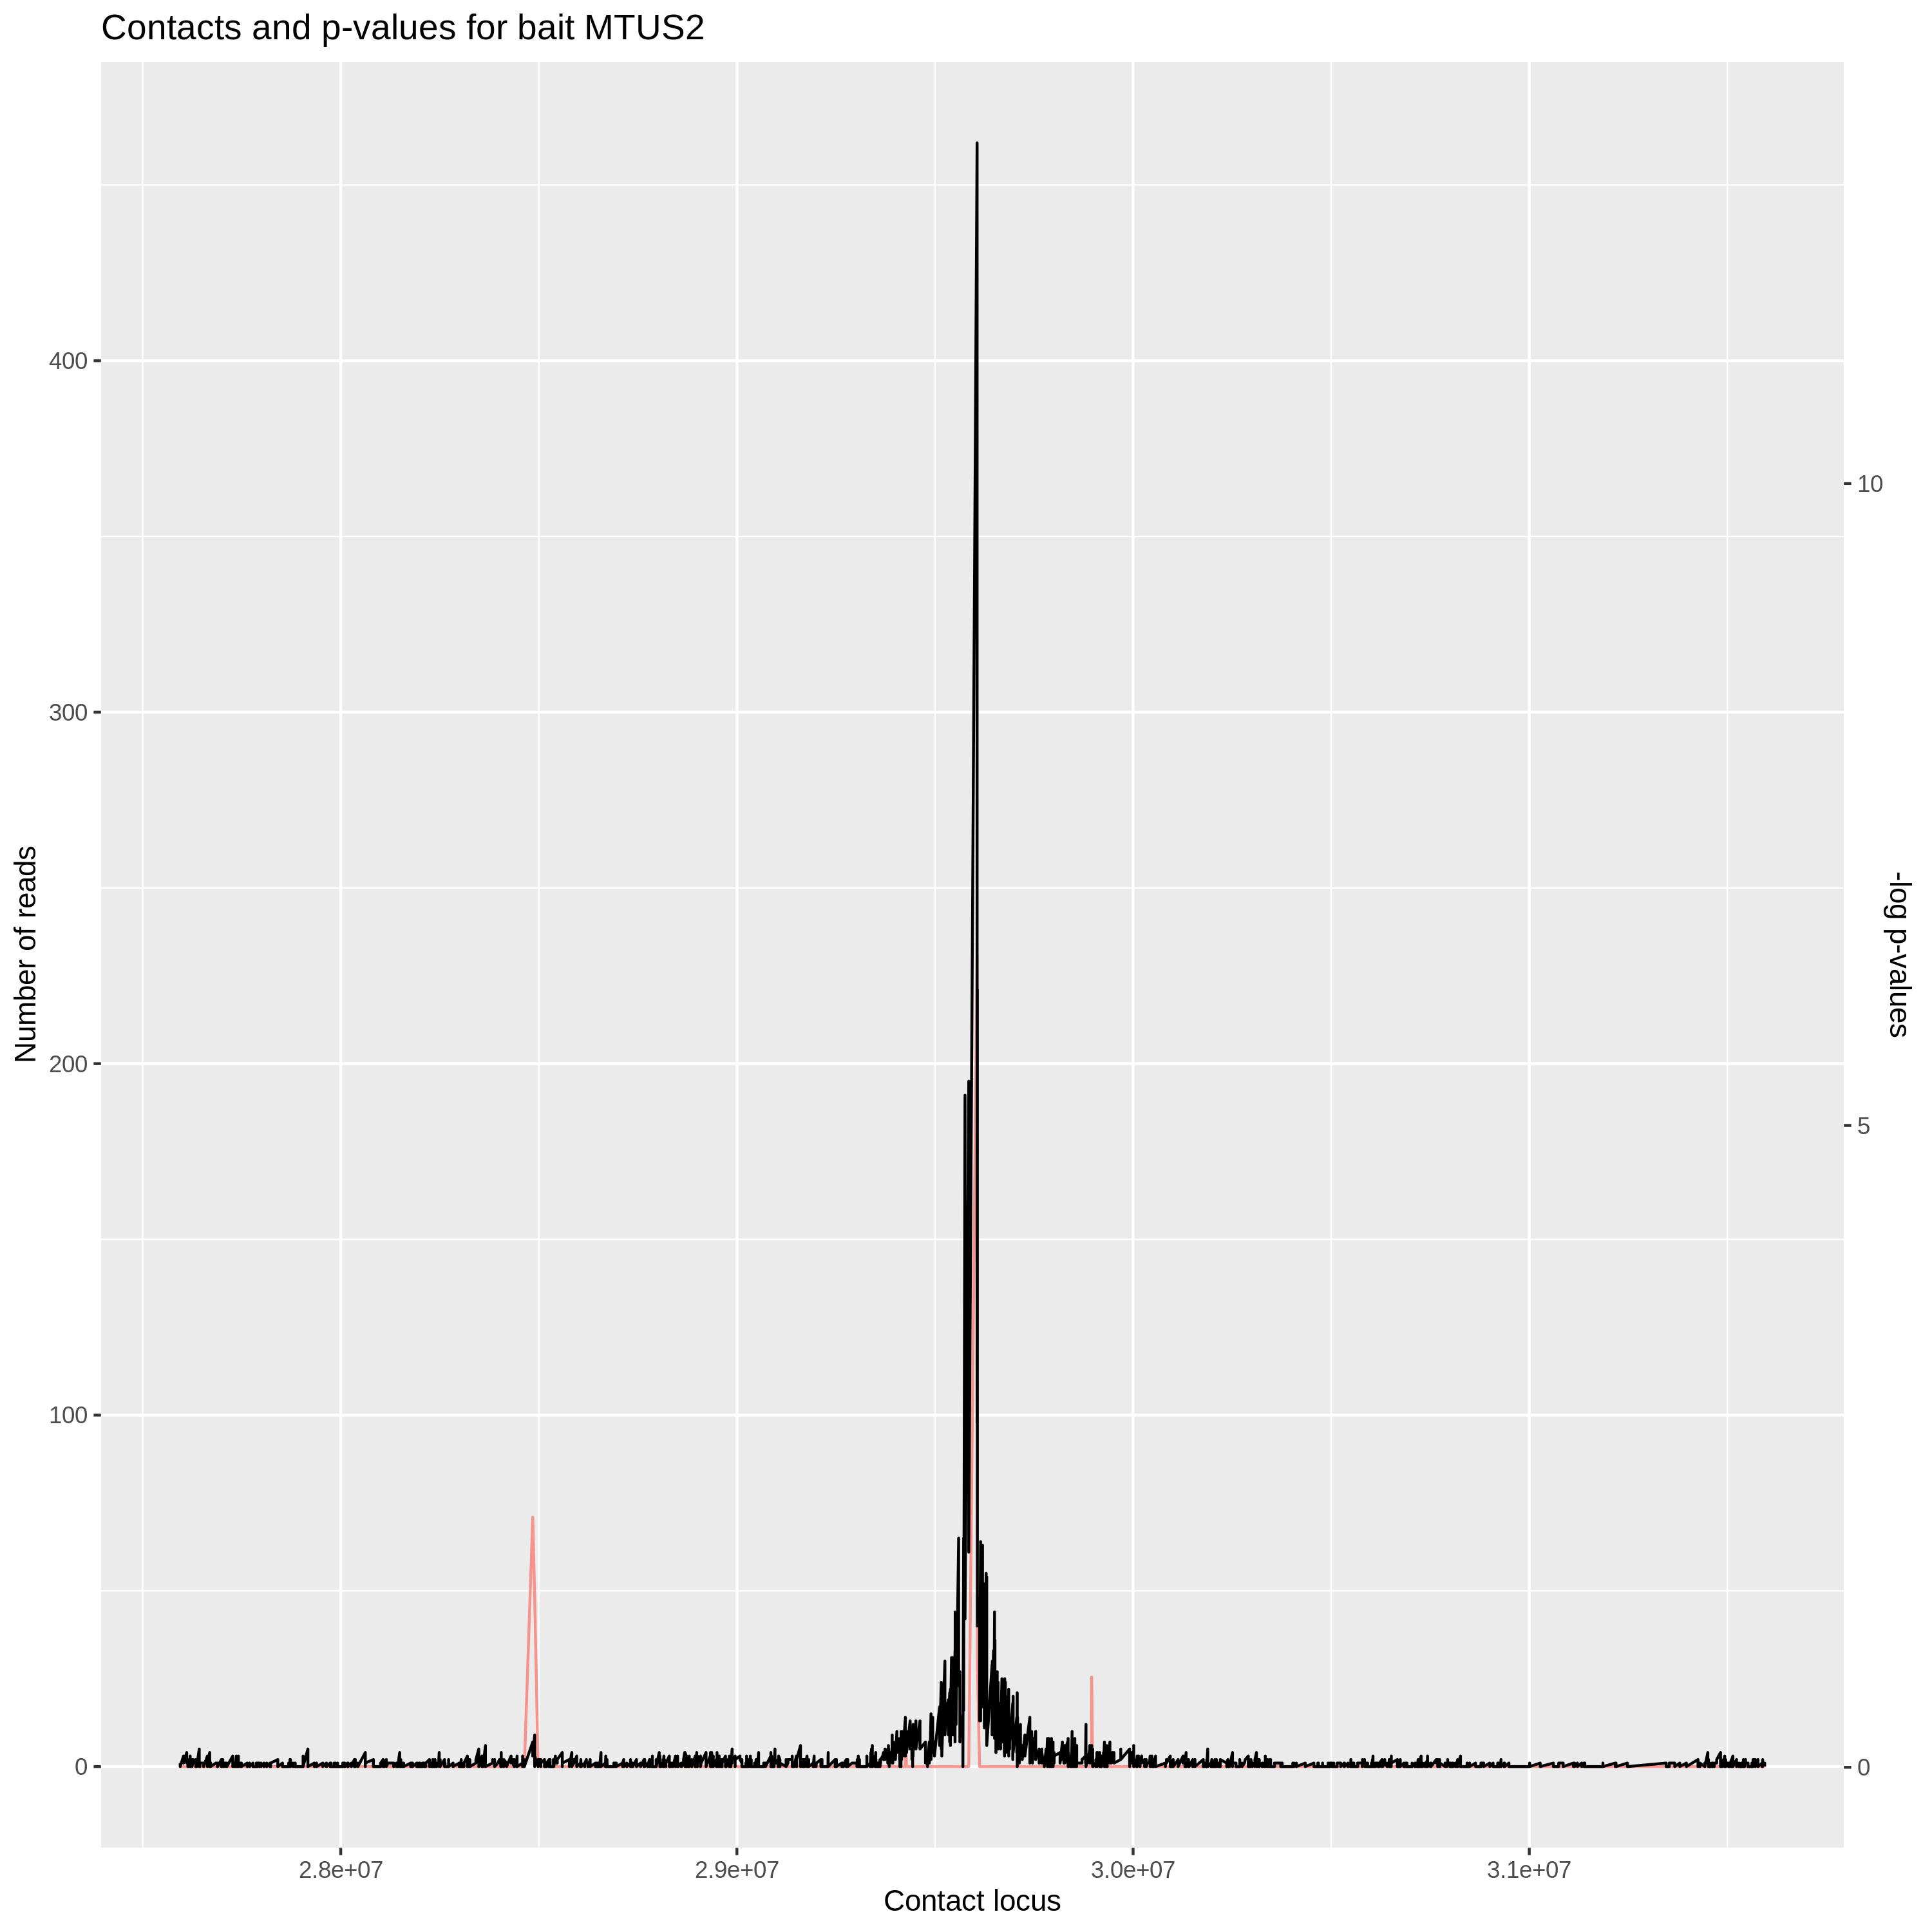 Contacts and p-values for bait MTUS2
Number of reads
400
300
200
100
0
10
5
0
-log p-values
2.8e+07 2.9e+07 3.0e+07 3.1e+07
Contact locus